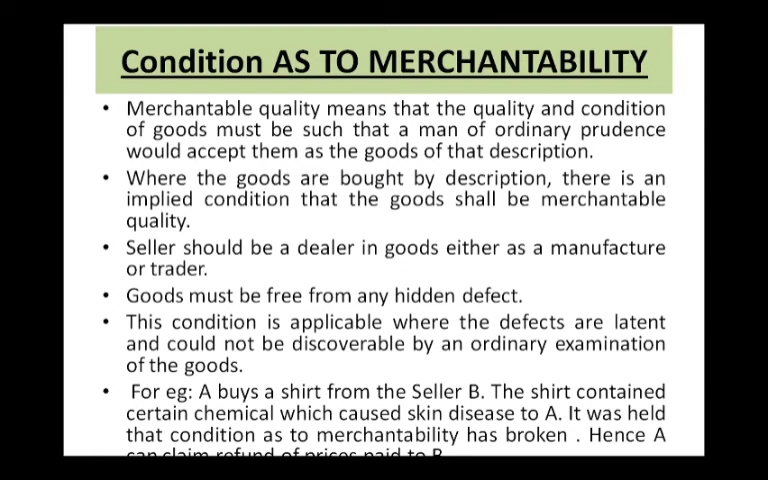 Condition AS TO MERCHANTABILITY
• Merchantable quality means that the quality and condition
of goods must be such that a man of ordinary prudence
would accept them as the goods of that description.
• Where the goods are bought by description, there is an
implied condition that the goods shall be merchantable
quality.
• Seller should be a dealer in goods either as a manufacture
or trader.
• Goods must be free from any hidden defect.
• This condition is applicable where the defects are latent
and could not be discoverable by an ordinary examination
of the goods.
• For eg: A buys a shirt from the Seller B. The shirt contained
certain chemical which caused skin disease to A. It was held
that condition as to merchantability has broken . Hence A
can claim refund of prices paid to B